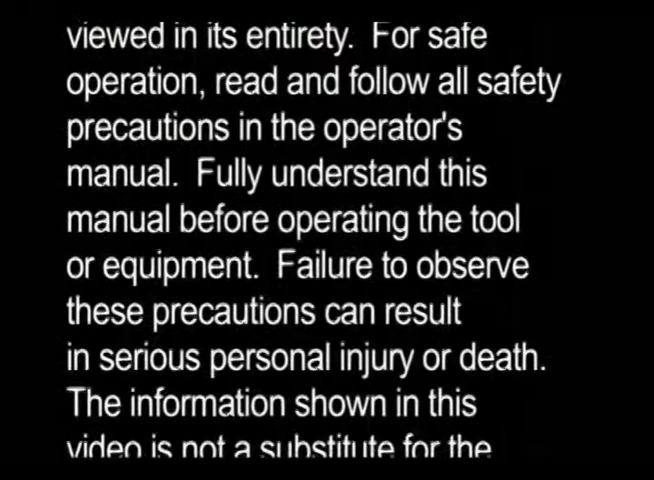 viewed in its entirety.  For safe
operation, read and follow all safety
precautions in the operator's
manual.  Fully understand this
manual before operating the tool
or equipment.  Failure to observe
these precautions can result
in serious personal injury or death.
The information shown in this
video is not a substitute for the